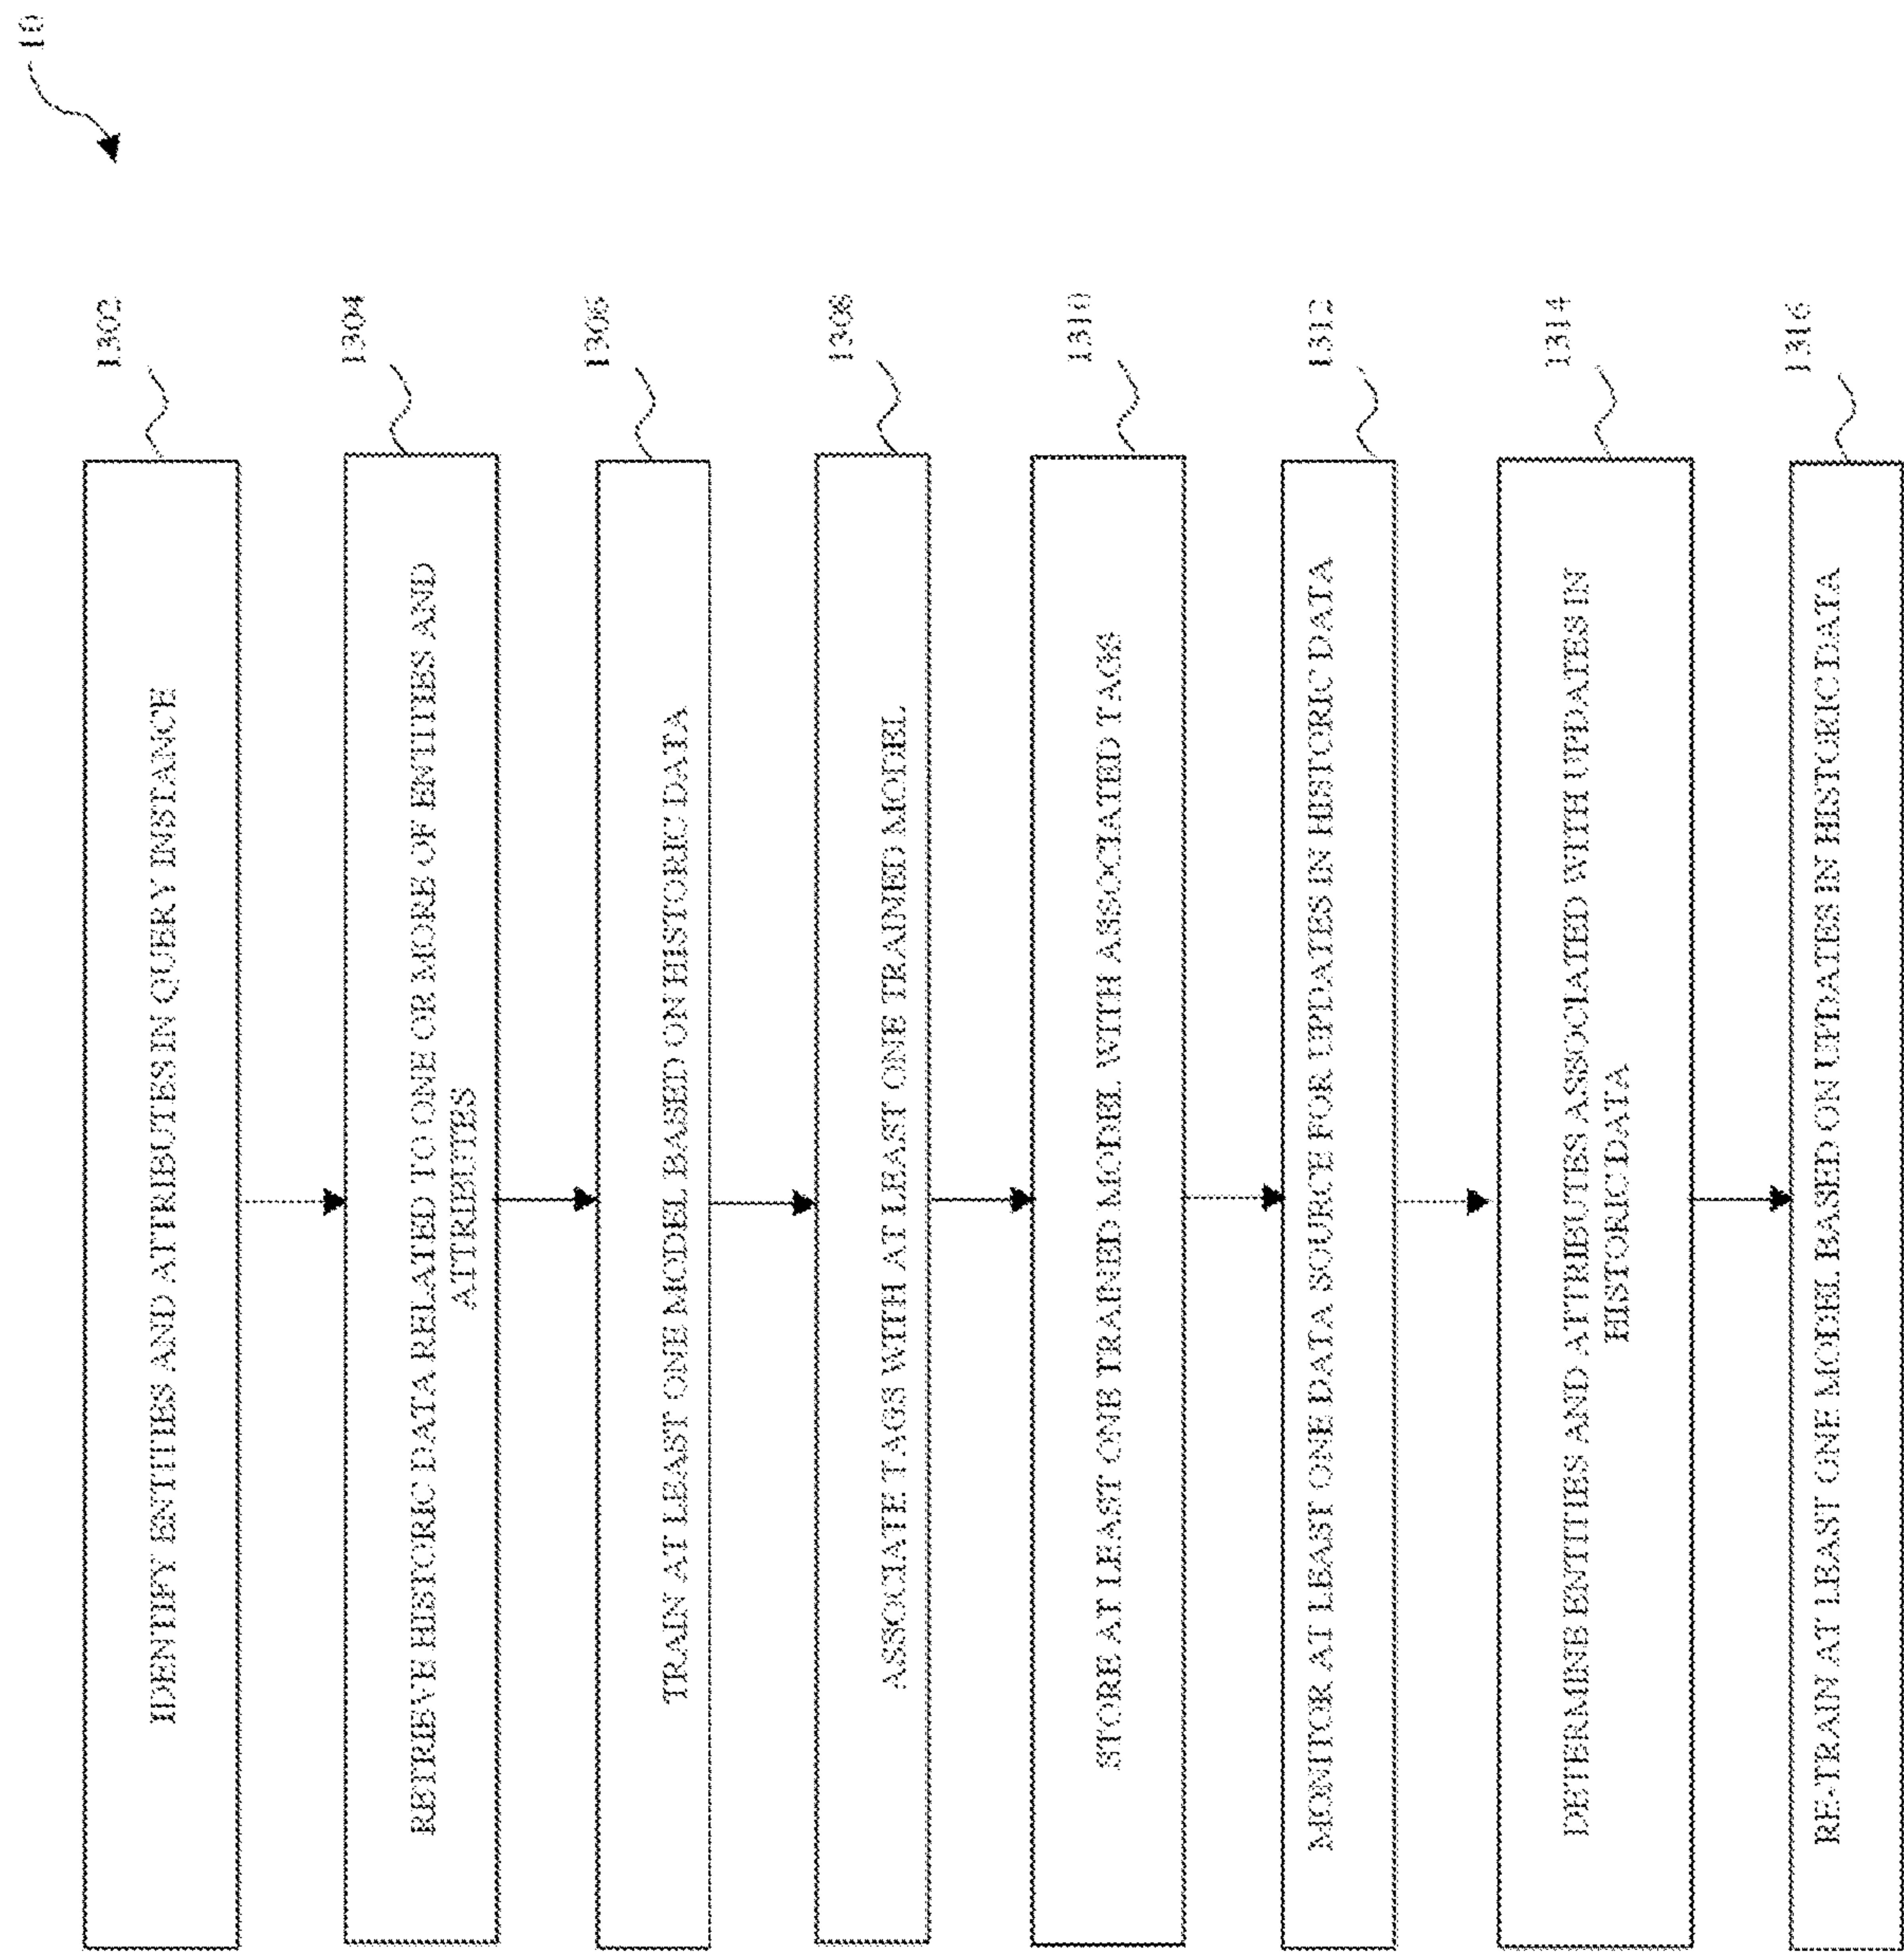 10
1302
IDENTIFY ENTITIES AND ATTRIBUTES IN QUERY INSTANCE
1304
RETRIEVE HISTORIC DATA RELATED TO ONE OR MORE OF ENTITIES AND
ATTRIBUTES
1306
TRAIN AT LEAST ONE MODEL BASED ON HISTORIC DATA
1308
ASSOCIATE TAGS WITH AT LEAST ONE TRAINED MODEL
1310
STORE AT LEAST ONE TRAINED MODEL WITH ASSOCIATED TAGS
1312
MONITOR AT LEAST ONE DATA SOURCE FOR UPDATES IN HISTORIC DATA
1314
DETERMINE ENTITIES AND ATTRIBUTES ASSOCIATED WITH UPDATES IN
HISTORIC DATA
1316
RE-TRAIN AT LEAST ONE MODEL BASED ON UPDATES IN HISTORIC DATA